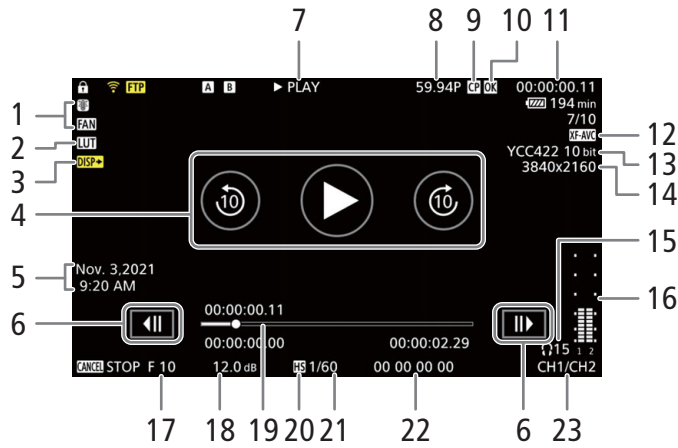 7 8 9 10 11
FTP A B ▶ PLAY 59.94P CP OK 00:00:00.11
194 min
1 FAN 7/10
XF-AVC 12
2 LUT YCC422 10 bit 13
3 DISP➔ 3840x2160 14
4 10 10
15
5 Nov. 3,2021
9:20 AM
16
6 00:00:00.11
00:00:00.00 00:00:02.29
15 1 2
CANCEL STOP F 10 12.0 dB HS 1/60 00 00 00 00 CH1/CH2
17 18 19 20 21 22 6 23